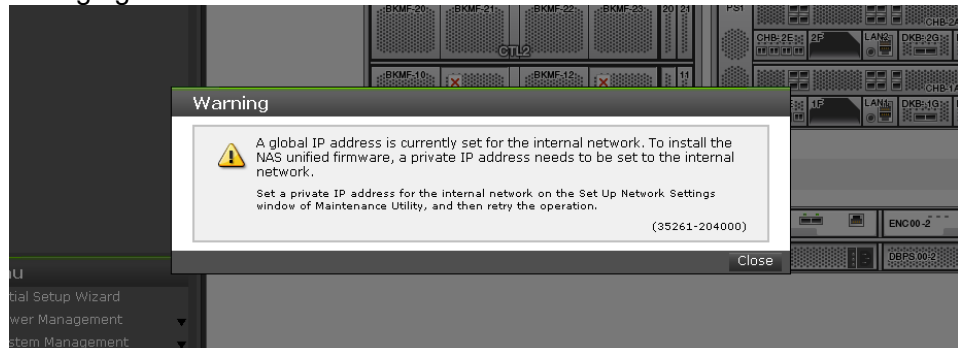 BKMF-20 BKMF-21 BKMF-22 BKMF-23 20 21 PS1
CHB-2E 2F LAN2 DKB-2G
CTL2
BKMF-10 BKMF-12 11
CHB-1A
1F LAN1 DKB-1G
Warning
A global IP address is currently set for the internal network. To install the
NAS unified firmware, a private IP address needs to be set to the internal
network.
Set a private IP address for the internal network on the Set Up Network Settings
window of Maintenance Utility, and then retry the operation.
(35261-204000)
Close
ENC00-2
DBPS00-2
tial Setup Wizard
wer Management
stem Management